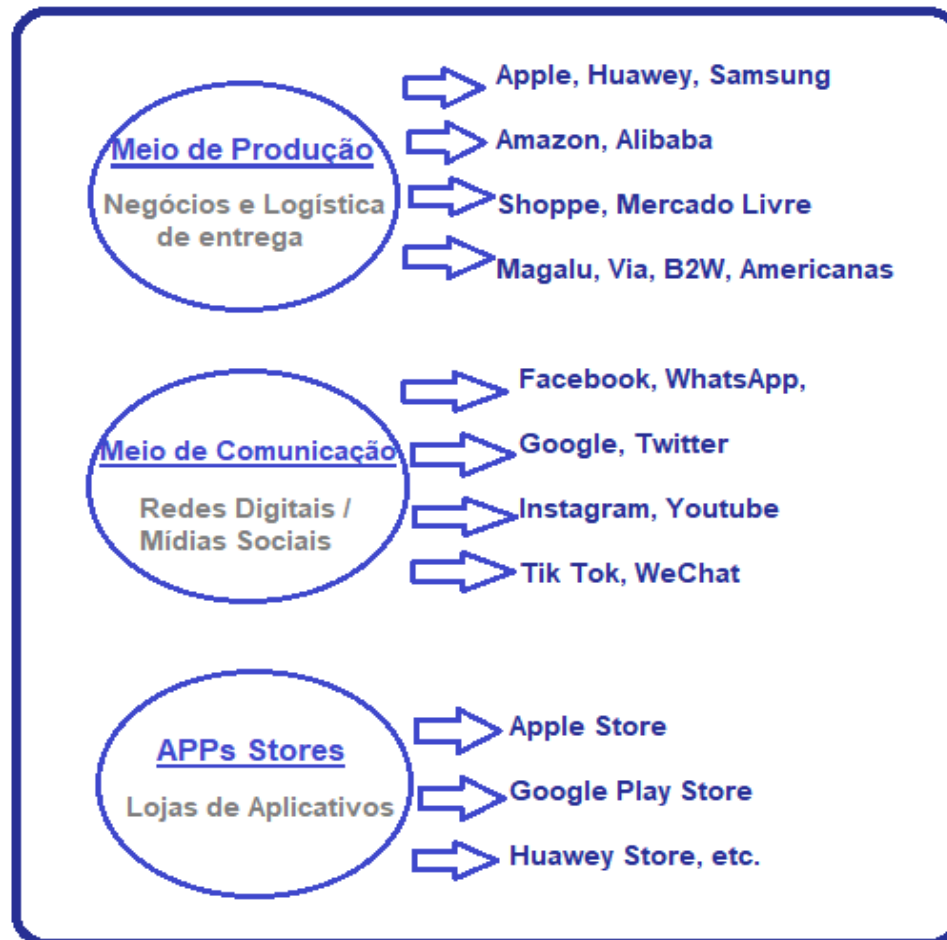 Meio de Produção
Negócios e Logística
de entrega
Apple, Huawey, Samsung
Amazon, Alibaba
Shoppe, Mercado Livre
Magalu, Via, B2W, Americanas
Meio de Comunicação
Redes Digitais /
Mídias Sociais
Facebook, WhatsApp,
Google, Twitter
Instagram, Youtube
Tik Tok, WeChat
APPs Stores
Lojas de Aplicativos
Apple Store
Google Play Store
Huawey Store, etc.